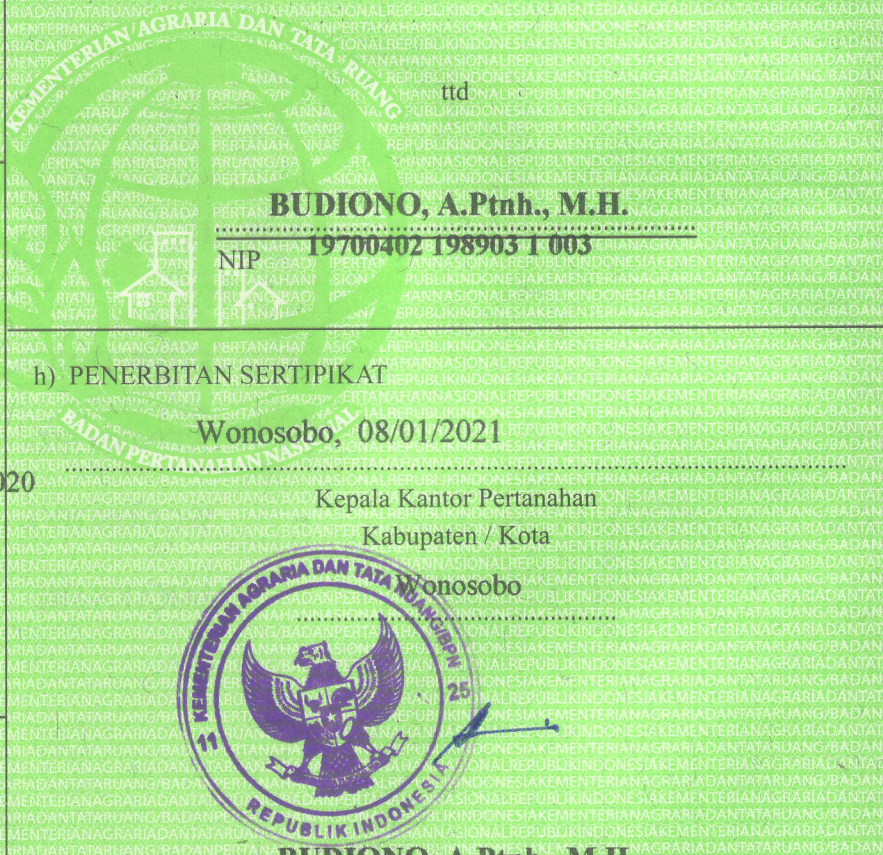 KEMENTERIAN AGRARIA DAN TATA RUANG
ttd
BUDIONO, A.Ptnh., M.H.
NIP 19700402 198903 1 003
h) PENERBITAN SERTIPIKAT
BADAN PERTANAHAN NASIONAL
Wonosobo, 08/01/2021
020
Kepala Kantor Pertanahan
Kabupaten / Kota
Wonosobo
KEMENTERIAN AGRARIA DAN TATA RUANG/BPN
11 25
REPUBLIK INDONESIA
BUDIONO, A.Ptnh., M.H.